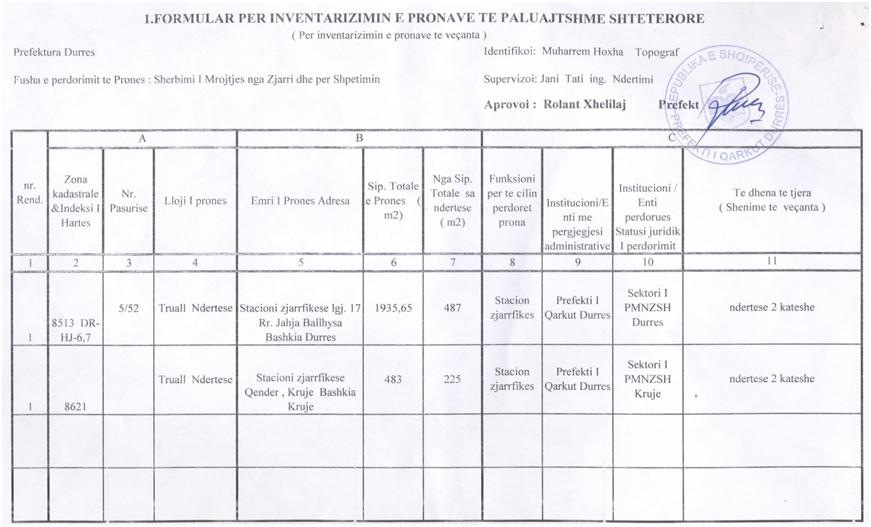 1.FORMULAR PER INVENTARIZIMIN E PRONAVE TE PALUAJTSHME SHTETERORE
( Per inventarizimin e pronave te veçanta )
Prefektura Durres
Identifikoi: Muharrem Hoxha Topograf
Fusha e perdorimit te Prones : Sherbimi I Mrojtjes nga Zjarri dhe per Shpetimin
Supervizoi: Jani Tati ing. Ndertimi
Aprovoi : Rolant Xhelilaj Prefekt
REPUBLIKA E SHQIPËRISË
PREFEKTI I QARKUT DURRËS
A B C
nr. Rend.
Zona kadastrale &Indeksi I Hartes
Nr. Pasurise
Lloji I prones
Emri I Prones Adresa
Sip. Totale e Prones ( m2)
Nga Sip. Totale sa ndertese ( m2)
Funksioni per te cilin perdoret prona
Institucioni/E nti me pergjegjesi administrative
Institucioni / Enti perdorues Statusi juridik I perdorimit
Te dhena te tjera ( Shenime te veçanta )
1 2 3 4 5 6 7 8 9 10 11
1
8513 DR-
HJ-6,7
5/52
Truall Ndertese
Stacioni zjarrfikese lgj. 17
Rr. Jahja Ballhysa
Bashkia Durres
1935,65
487
Stacion
zjarrfikes
Prefekti I
Qarkut Durres
Sektori I
PMNZSH
Durres
ndertese 2 kateshe
1
8621
Truall Ndertese
Stacioni zjarrfikese
Qender , Kruje Bashkia
Kruje
483
225
Stacion
zjarrfikes
Prefekti I
Qarkut Durres
Sektori I
PMNZSH
Kruje
ndertese 2 kateshe